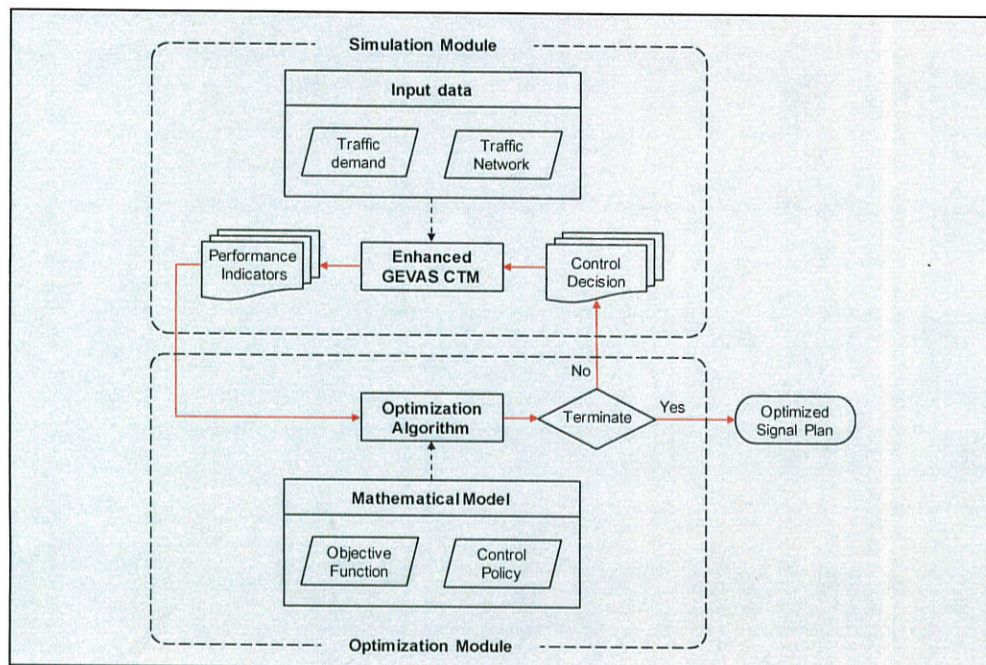 Simulation Module
Input data
Traffic
demand
Traffic
Network
Performance
Indicators
Enhanced
GEVAS CTM
Control
Decision
No
Optimization
Algorithm
Terminate
Yes
Optimized
Signal Plan
Mathematical Model
Objective
Function
Control
Policy
Optimization Module